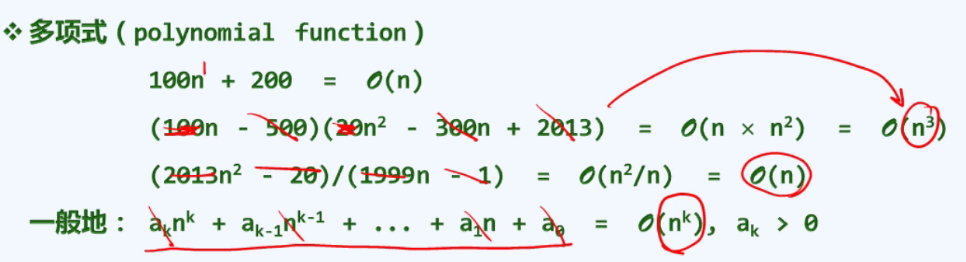 ❖ 多项式 ( polynomial function )
100n + 200 = O(n)
(100n - 500)(20n² - 300n + 2013) = O(n × n²) = O(n³)
(2013n² - 20)/(1999n - 1) = O(n²/n) = O(n)
一般地： aₖnᵏ + aₖ₋₁nᵏ⁻¹ + ... + a₁n + a₀ = O(nᵏ), aₖ > 0